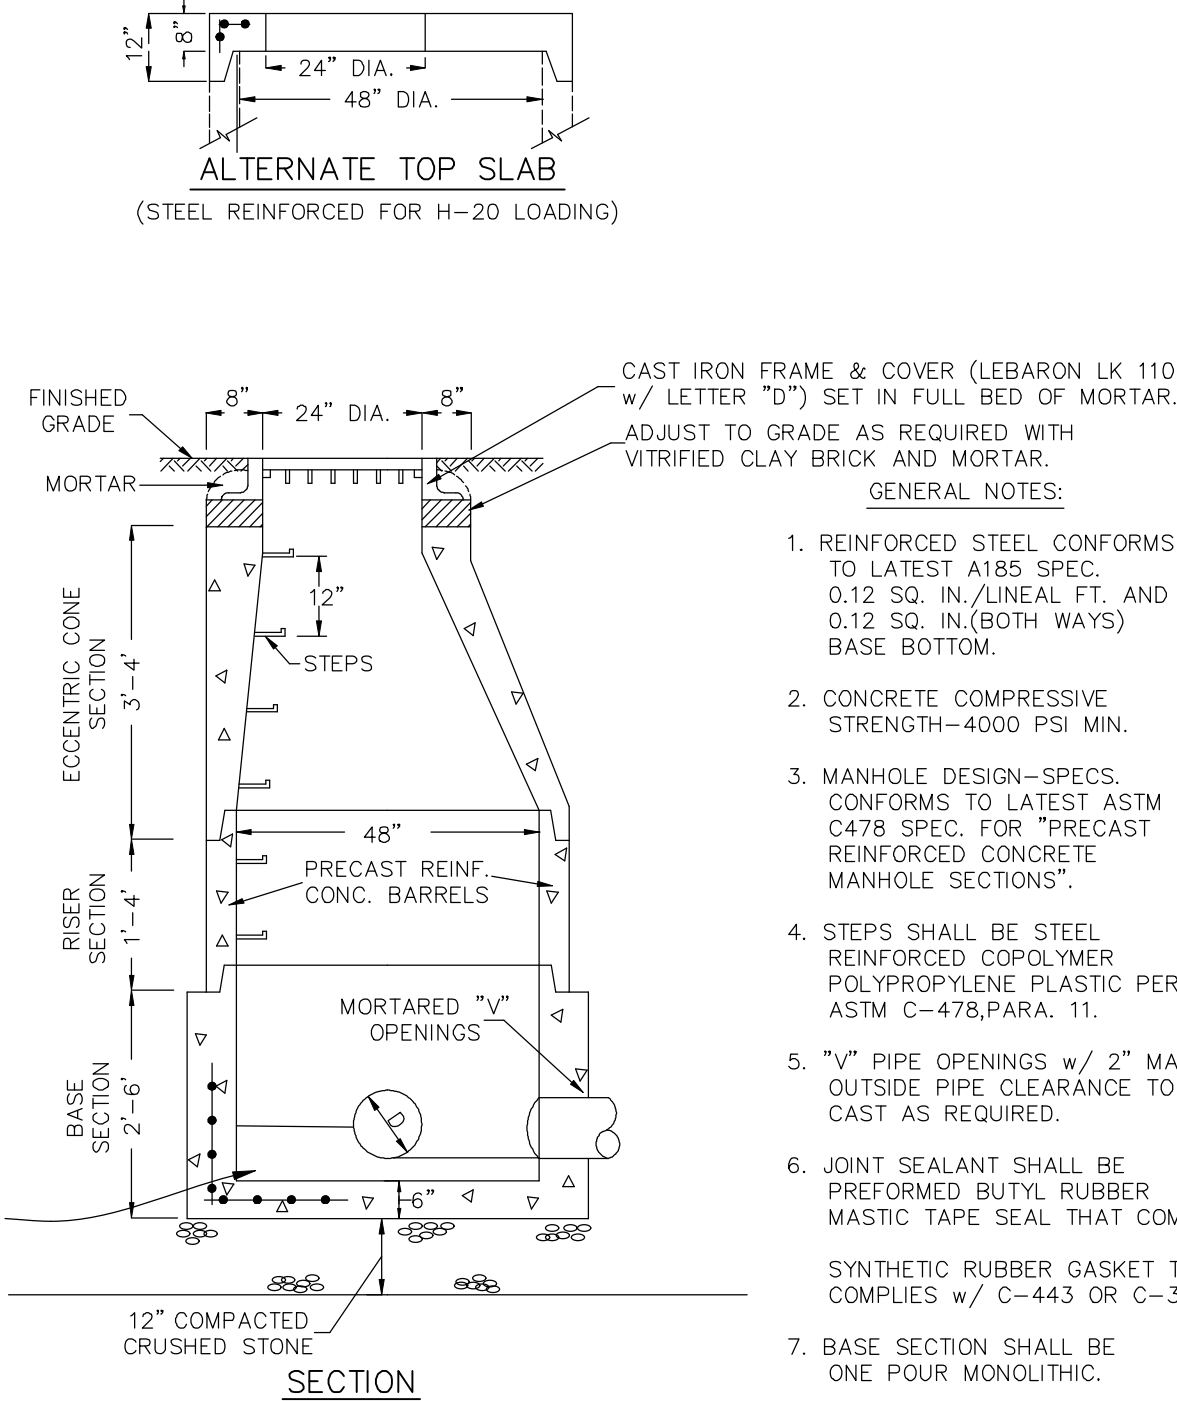 12"
8"
24" DIA.
48" DIA.
ALTERNATE TOP SLAB
(STEEL REINFORCED FOR H-20 LOADING)
FINISHED
GRADE
8"
24" DIA.
8"
CAST IRON FRAME & COVER (LEBARON LK 110
w/ LETTER "D") SET IN FULL BED OF MORTAR.
ADJUST TO GRADE AS REQUIRED WITH
VITRIFIED CLAY BRICK AND MORTAR.
MORTAR
ECCENTRIC CONE
SECTION
3'-4'
12"
STEPS
48"
PRECAST REINF.
CONC. BARRELS
RISER
SECTION
1'-4'
MORTARED "V"
OPENINGS
BASE
SECTION
2'-6'
D
6"
12" COMPACTED
CRUSHED STONE
SECTION
GENERAL NOTES:
1. REINFORCED STEEL CONFORMS
TO LATEST A185 SPEC.
0.12 SQ. IN./LINEAL FT. AND
0.12 SQ. IN.(BOTH WAYS)
BASE BOTTOM.
2. CONCRETE COMPRESSIVE
STRENGTH-4000 PSI MIN.
3. MANHOLE DESIGN-SPECS.
CONFORMS TO LATEST ASTM
C478 SPEC. FOR "PRECAST
REINFORCED CONCRETE
MANHOLE SECTIONS".
4. STEPS SHALL BE STEEL
REINFORCED COPOLYMER
POLYPROPYLENE PLASTIC PER
ASTM C-478,PARA. 11.
5. "V" PIPE OPENINGS w/ 2" MA
OUTSIDE PIPE CLEARANCE TO
CAST AS REQUIRED.
6. JOINT SEALANT SHALL BE
PREFORMED BUTYL RUBBER
MASTIC TAPE SEAL THAT COM
SYNTHETIC RUBBER GASKET T
COMPLIES w/ C-443 OR C-3
7. BASE SECTION SHALL BE
ONE POUR MONOLITHIC.